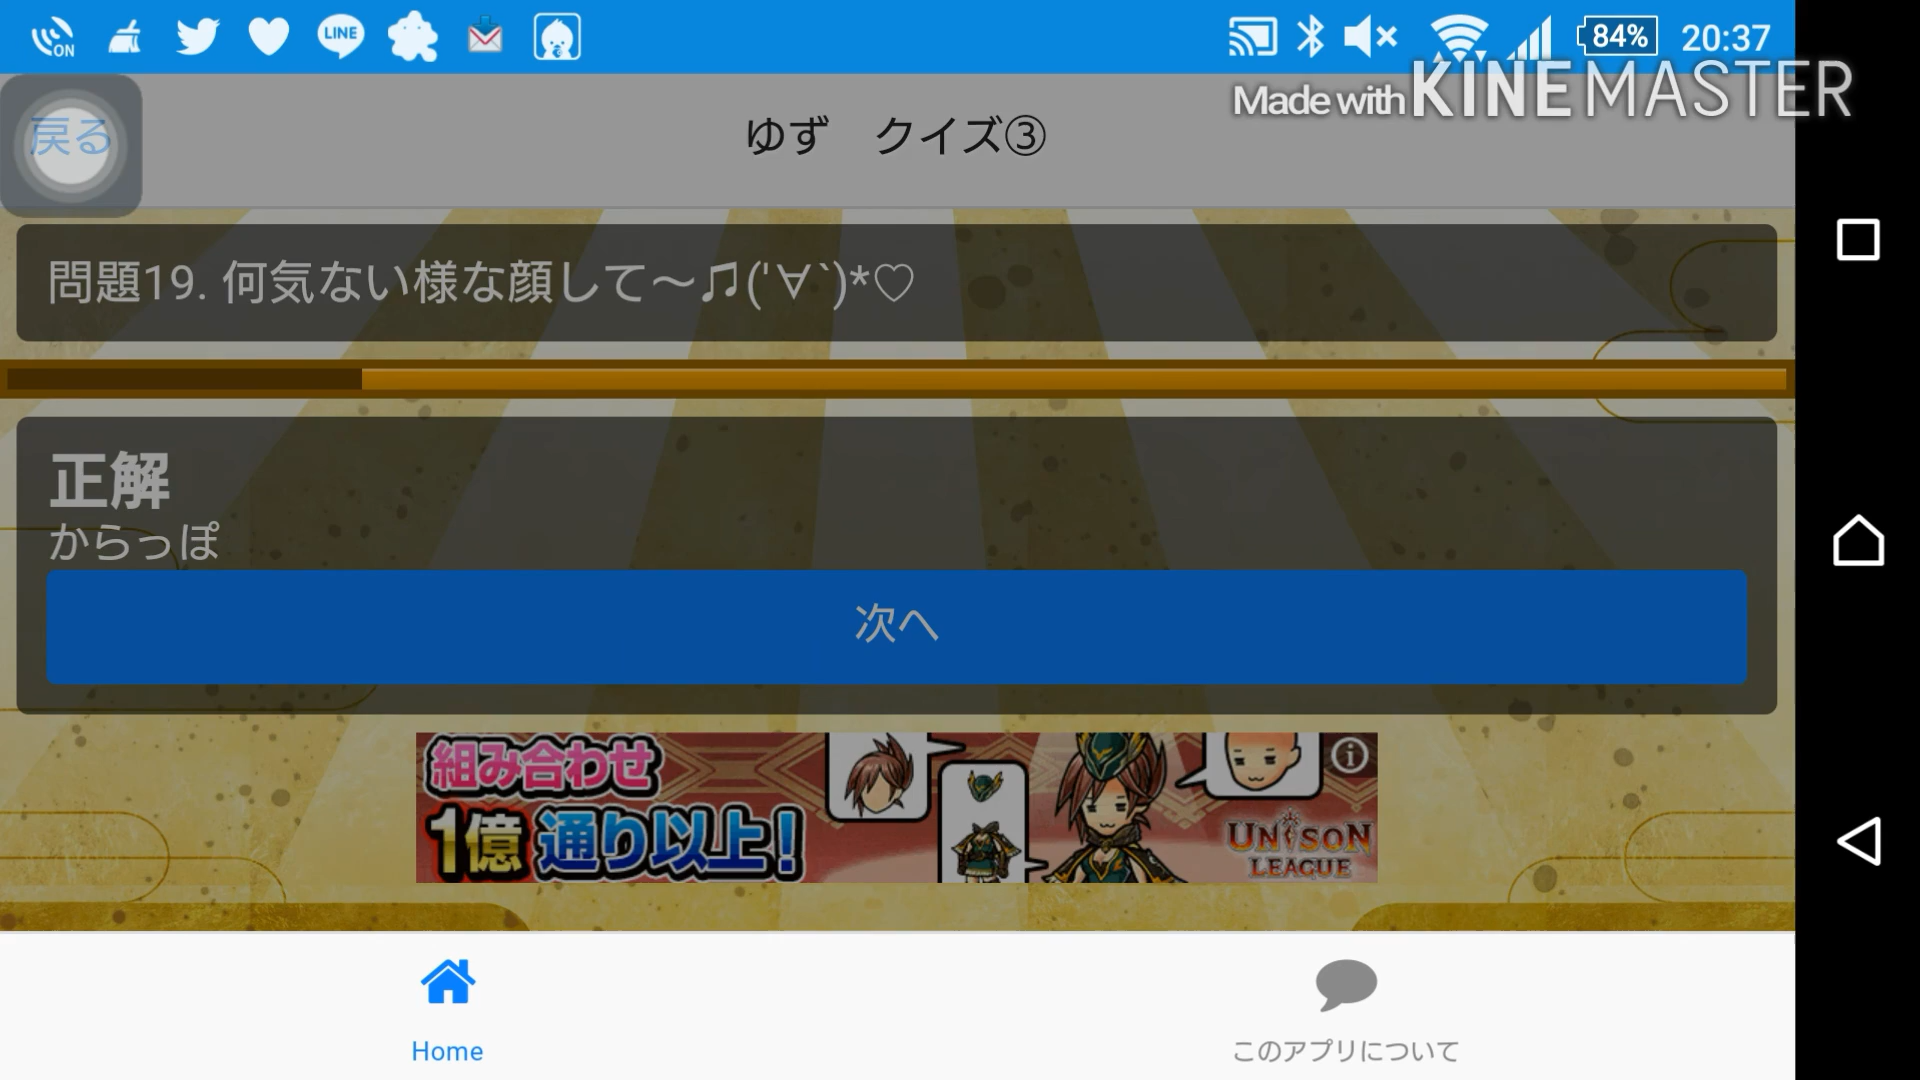 ON
LINE
84%
20:37
Made with KINEMASTER
戻る
ゆず　クイズ③
問題19. 何気ない様な顔して〜♫('∀`)*♡
正解
からっぽ
次へ
組み合わせ
1億通り以上!
UNISON
LEAGUE
Home
このアプリについて